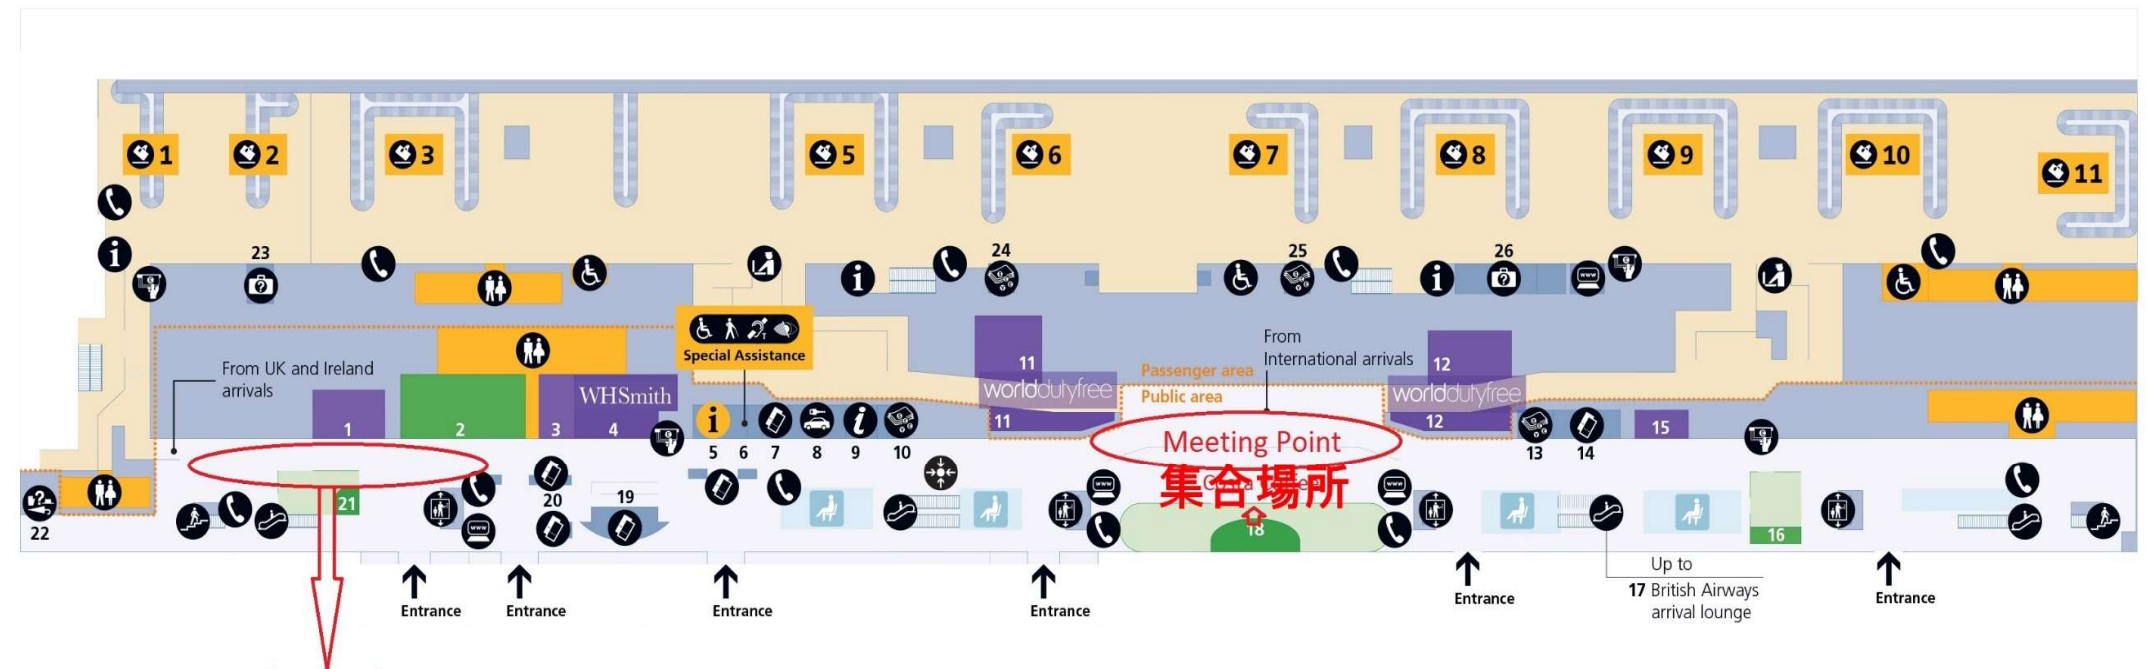 1
2
3
5
6
7
8
9
10
11
23
24
25
26
Special Assistance
From UK and Ireland
arrivals
From
International arrivals
Passenger area
Public area
11
worlddutyfree
11
12
worlddutyfree
12
WHSmith
1
2
3
4
5
6
7
8
9
10
13
14
15
Meeting Point
集合場所
22
21
20
19
18
16
Entrance
Entrance
Entrance
Entrance
Entrance
Entrance
Up to
17 British Airways
arrival lounge